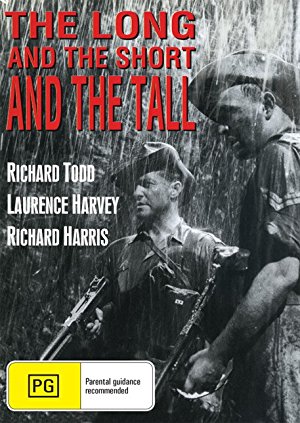 THE LONG
AND THE SHORT
AND THE TALL
RICHARD TODD
LAURENCE HARVEY
RICHARD HARRIS
PG
Parental guidance
recommended